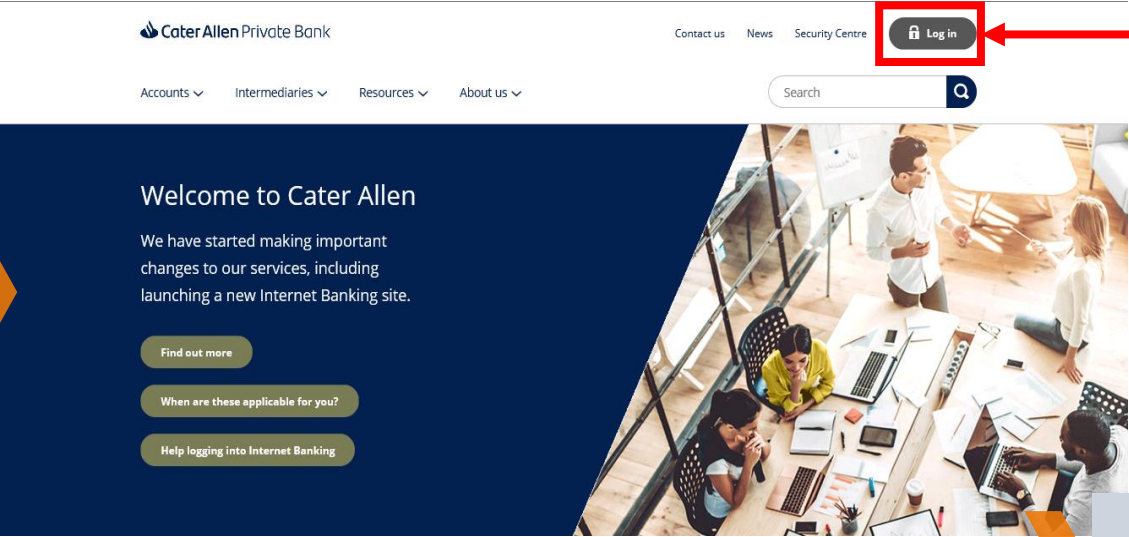 Cater Allen Private Bank
Contact us News Security Centre Log in
Accounts Intermediaries Resources About us Search
Welcome to Cater Allen
We have started making important
changes to our services, including
launching a new Internet Banking site.
Find out more
When are these applicable for you?
Help logging into Internet Banking